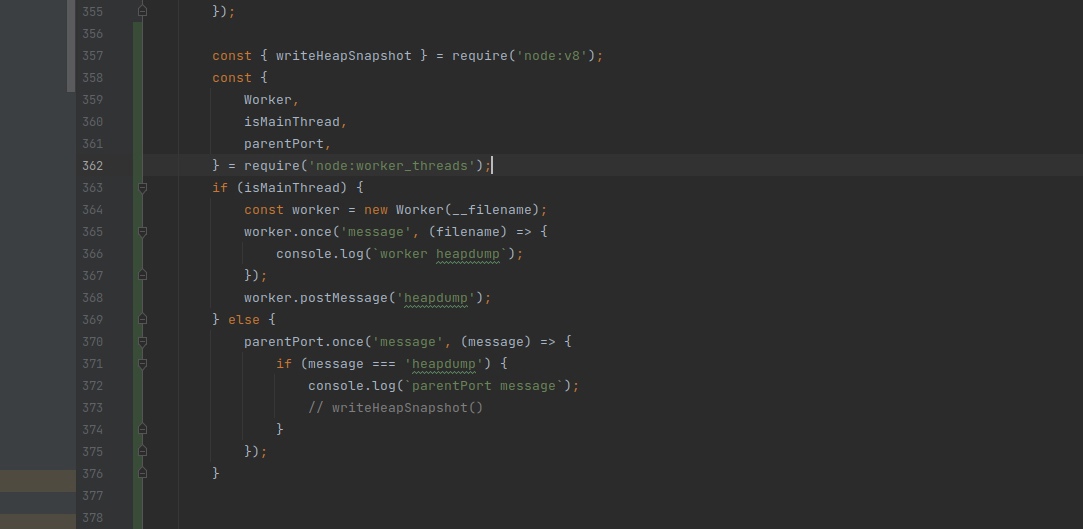 355 });
356
357 const { writeHeapSnapshot } = require('node:v8');
358 const {
359 Worker,
360 isMainThread,
361 parentPort,
362 } = require('node:worker_threads');
363 if (isMainThread) {
364 const worker = new Worker(__filename);
365 worker.once('message', (filename) => {
366 console.log(`worker heapdump`);
367 });
368 worker.postMessage('heapdump');
369 } else {
370 parentPort.once('message', (message) => {
371 if (message === 'heapdump') {
372 console.log(`parentPort message`);
373 // writeHeapSnapshot()
374 }
375 });
376 }
377
378